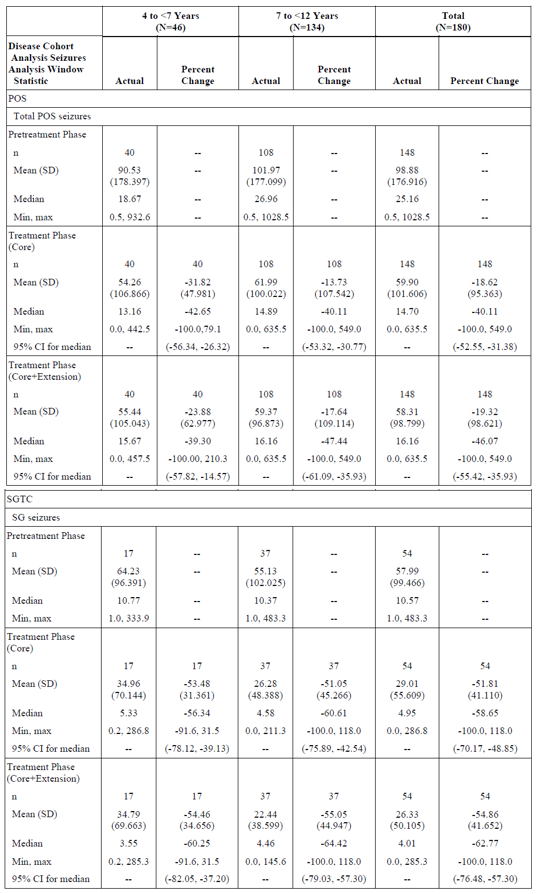 4 to <7 Years 7 to <12 Years Total
(N=46) (N=134) (N=180)
Disease Cohort
Analysis Seizures
Analysis Window Percent Percent
Statistic Actual Change Actual Change Actual Percent Change
POS
Total POS seizures
Pretreatment Phase
n 40 -- 108 -- 148 --
Mean (SD) 90.53 -- 101.97 -- 98.88 --
(178.397) (177.099) (176.916)
Median 18.67 -- 26.96 -- 25.16 --
Min, max 0.5, 932.6 -- 0.5, 1028.5 -- 0.5, 1028.5 --
Treatment Phase
(Core)
n 40 40 108 108 148 148
Mean (SD) 54.26 -31.82 61.99 -13.73 59.90 -18.62
(106.866) (47.981) (100.022) (107.542) (101.606) (95.363)
Median 13.16 -42.65 14.89 -40.11 14.70 -40.11
Min, max 0.0, 442.5 -100.0,79.1 0.0, 635.5 -100.0, 549.0 0.0, 635.5 -100.0, 549.0
95% CI for median -- (-56.34, -26.32) -- (-53.32, -30.77) -- (-52.55, -31.38)
Treatment Phase
(Core+Extension)
n 40 40 108 108 148 148
Mean (SD) 55.44 -23.88 59.37 -17.64 58.31 -19.32
(105.043) (62.977) (96.873) (109.114) (98.799) (98.621)
Median 15.67 -39.30 16.16 -47.44 16.16 -46.07
Min, max 0.0, 457.5 -100.00, 210.3 0.0, 635.5 -100.0, 549.0 0.0, 635.5 -100.0, 549.0
95% CI for median -- (-57.82, -14.57) -- (-61.09, -35.93) -- (-55.42, -35.93)
SGTC
SG seizures
Pretreatment Phase
n 17 -- 37 -- 54 --
Mean (SD) 64.23 -- 55.13 -- 57.99 --
(96.391) (102.025) (99.466)
Median 10.77 -- 10.37 -- 10.57 --
Min, max 1.0, 333.9 -- 1.0, 483.3 -- 1.0, 483.3 --
Treatment Phase
(Core)
n 17 17 37 37 54 54
Mean (SD) 34.96 -53.48 26.28 -51.05 29.01 -51.81
(70.144) (31.361) (48.388) (45.266) (55.609) (41.110)
Median 5.33 -56.34 4.58 -60.61 4.95 -58.65
Min, max 0.2, 286.8 -91.6, 31.5 0.0, 211.3 -100.0, 118.0 0.0, 286.8 -100.0, 118.0
95% CI for median -- (-78.12, -39.13) -- (-75.89, -42.54) -- (-70.17, -48.85)
Treatment Phase
(Core+Extension)
n 17 17 37 37 54 54
Mean (SD) 34.79 -54.46 22.44 -55.05 26.33 -54.86
(69.663) (34.656) (38.599) (44.947) (50.105) (41.652)
Median 3.55 -60.25 4.46 -64.42 4.01 -62.77
Min, max 0.2, 285.3 -91.6, 31.5 0.0, 145.6 -100.0, 118.0 0.0, 285.3 -100.0, 118.0
95% CI for median -- (-82.05, -37.20) -- (-79.03, -57.30) -- (-76.48, -57.30)